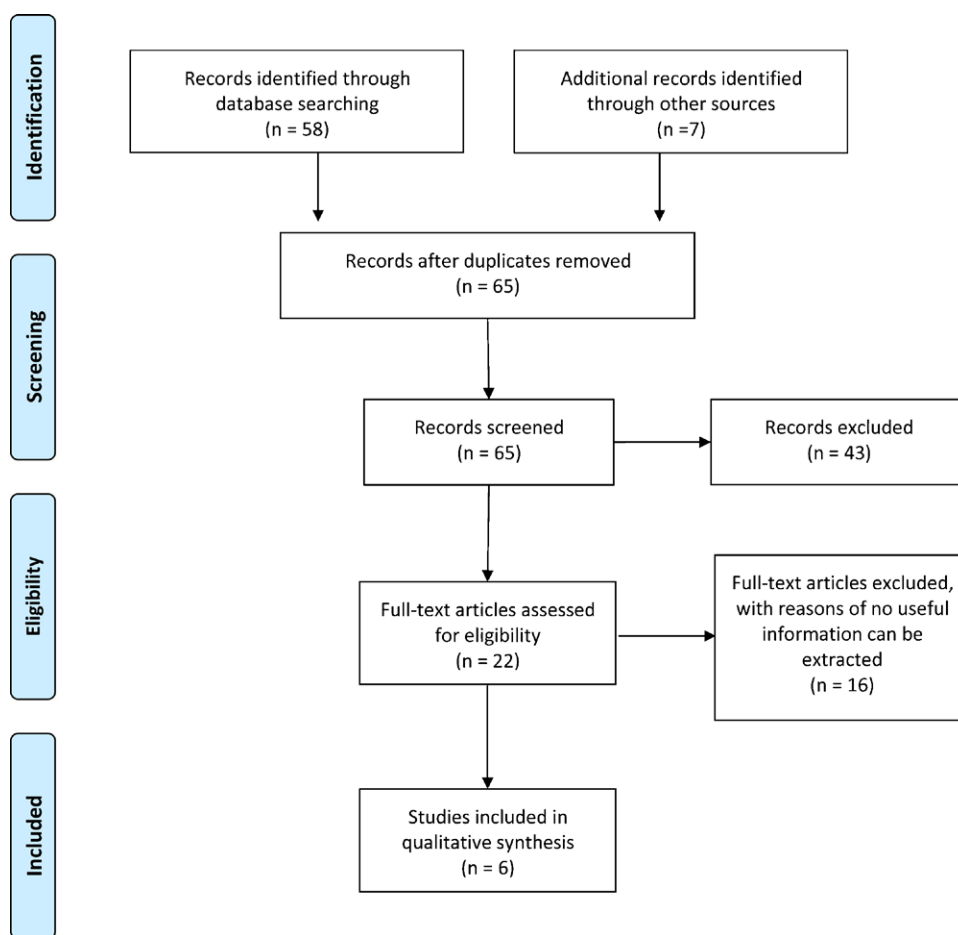 Identification
Records identified through
database searching
(n = 58)
Additional records identified
through other sources
(n =7)
Screening
Records after duplicates removed
(n = 65)
Records screened
(n = 65)
Records excluded
(n = 43)
Eligibility
Full-text articles assessed
for eligibility
(n = 22)
Full-text articles excluded,
with reasons of no useful
information can be
extracted
(n = 16)
Included
Studies included in
qualitative synthesis
(n = 6)